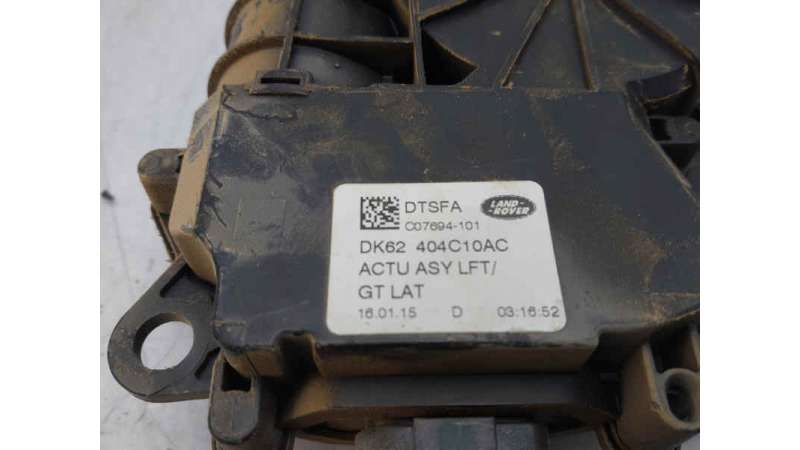 DTSFA LAND-ROVER
C07694-101
DK62 404C10AC
ACTU ASY LFT/
GT LAT
16.01.15 D 03:16:52